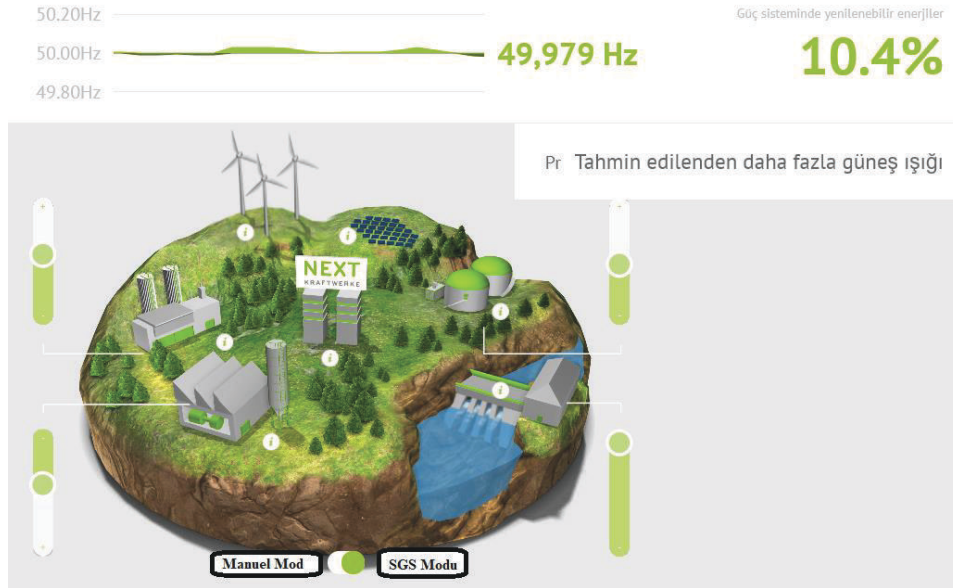 50.20Hz
50.00Hz
49.80Hz
49,979 Hz
Güç sisteminde yenilenebilir enerjiler
10.4%
Pr Tahmin edilenden daha fazla güneş ışığı
NEXT
KRAFTWERKE
Manuel Mod
SGS Modu